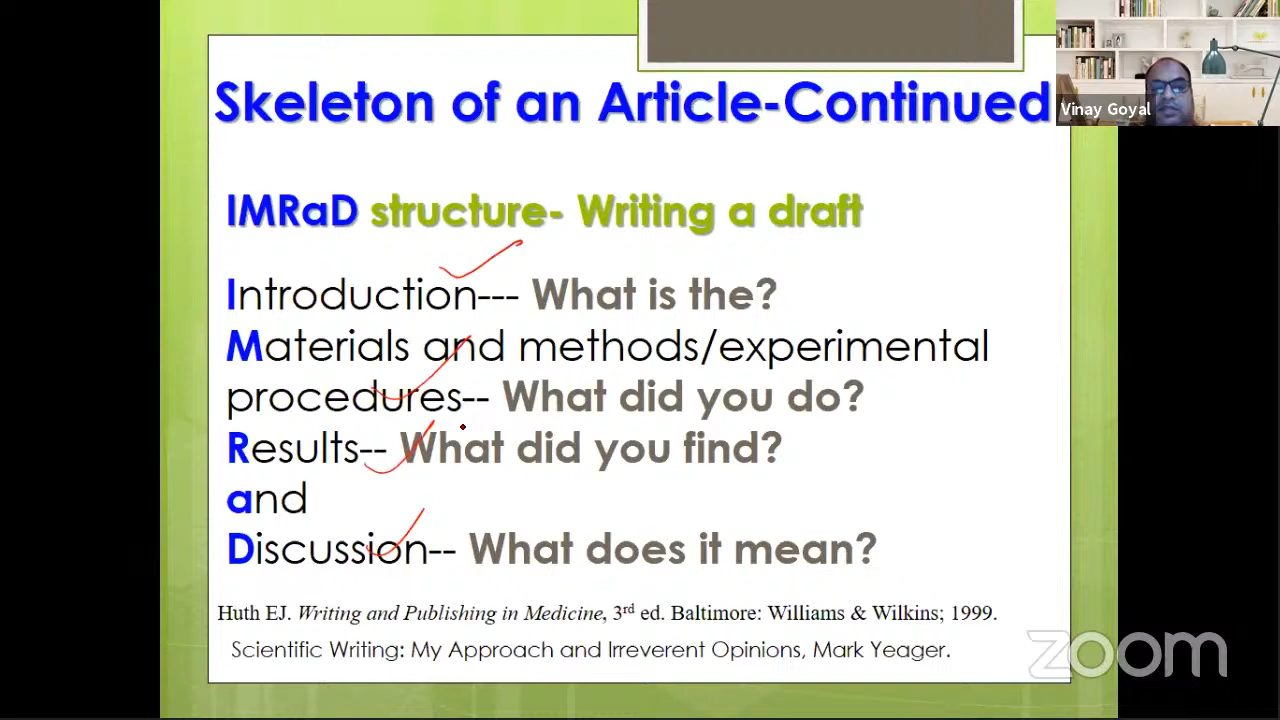 Skeleton of an Article-Continued
Vinay Goyal
IMRaD structure- Writing a draft
Introduction--- What is the?
Materials and methods/experimental
procedures-- What did you do?
Results-- What did you find?
and
Discussion-- What does it mean?
Huth EJ. Writing and Publishing in Medicine, 3rd ed. Baltimore: Williams & Wilkins; 1999.
Scientific Writing: My Approach and Irreverent Opinions, Mark Yeager.
zoom